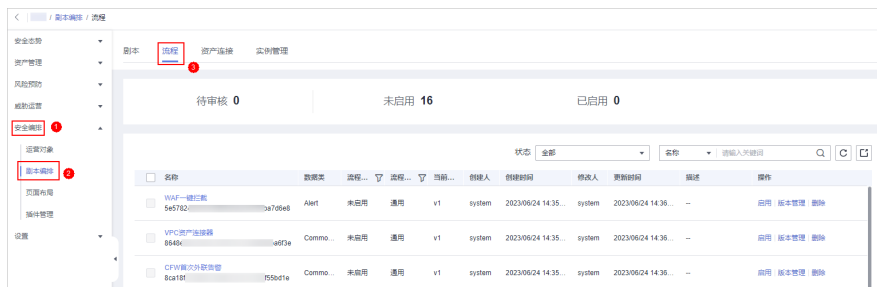 / 剧本编排 / 流程
安全态势
资产管理
风险预防
威胁运营
安全编排 1
运营对象
剧本编排 2
页面布局
插件管理
设置
剧本 流程 资产连接 实例管理
3
待审核 0 未启用 16 已启用 0
状态 全部 名称 请输入关键词
名称 数据类 流程... 流程... 当前... 创建人 创建时间 修改人 更新时间 描述 操作
WAF一键拦截
5e5782 ba7d6e8 Alert 未启用 通用 v1 system 2023/06/24 14:35... system 2023/06/24 14:36... -- 启用 版本管理 删除
VPC资产连接器
8648 a6f3e Commo... 未启用 通用 v1 system 2023/06/24 14:35... system 2023/06/24 14:36... -- 启用 版本管理 删除
CFW首次外联告警
8ca18f f55bd1e Commo... 未启用 通用 v1 system 2023/06/24 14:35... system 2023/06/24 14:36... -- 启用 版本管理 删除